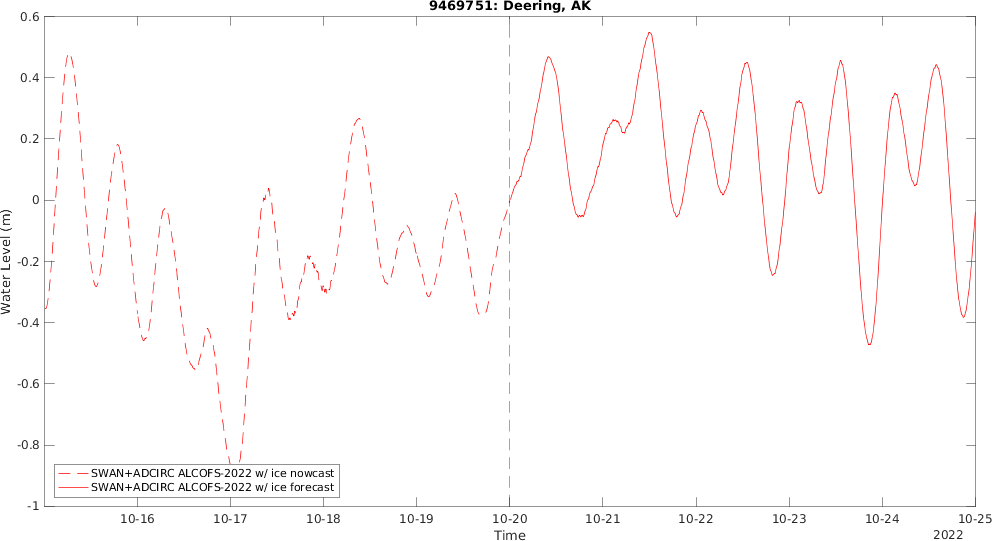 9469751: Deering, AK
0.6
0.4
0.2
0
-0.2
-0.4
-0.6
-0.8
-1
Water Level (m)
SWAN+ADCIRC ALCOFS-2022 w/ ice nowcast
SWAN+ADCIRC ALCOFS-2022 w/ ice forecast
10-16 10-17 10-18 10-19 10-20 10-21 10-22 10-23 10-24 10-25
Time
2022